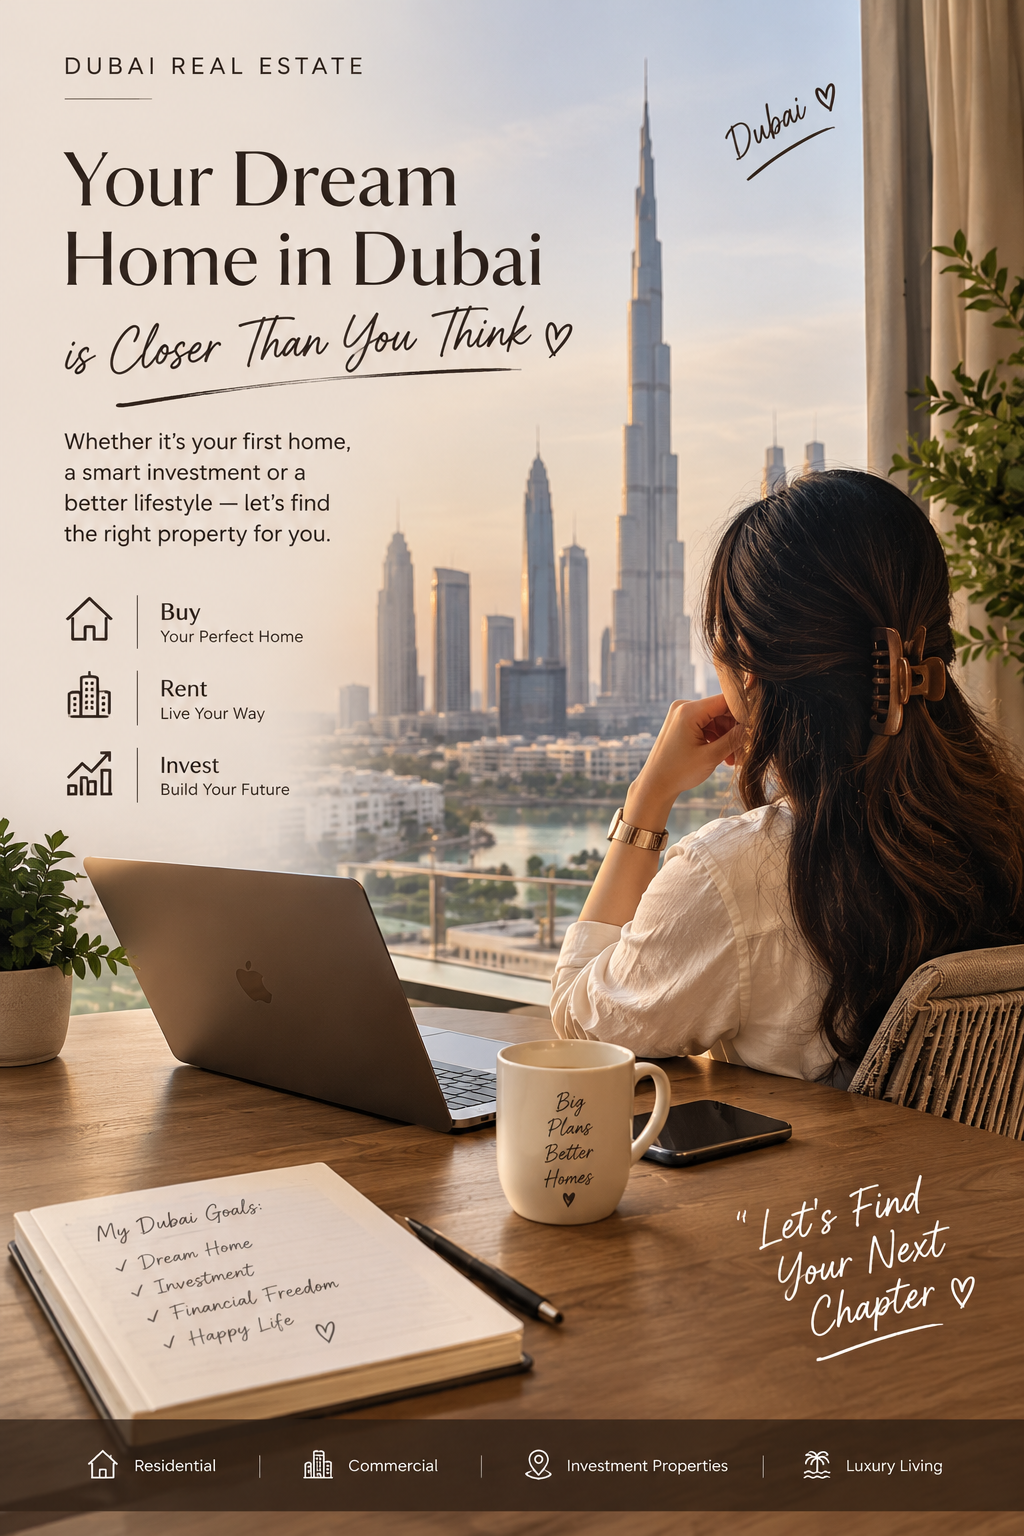 DUBAI REAL ESTATE
Dubai ♡
Your Dream
Home in Dubai
is Closer Than You Think ♡
Whether it's your first home,
a smart investment or a
better lifestyle — let's find
the right property for you.
Buy
Your Perfect Home
Rent
Live Your Way
Invest
Build Your Future
Big
Plans
Better
Homes
♥
My Dubai Goals:
✓ Dream Home
✓ Investment
✓ Financial Freedom
✓ Happy Life ♡
" Let's Find
Your Next
Chapter ♡
Residential
Commercial
Investment Properties
Luxury Living